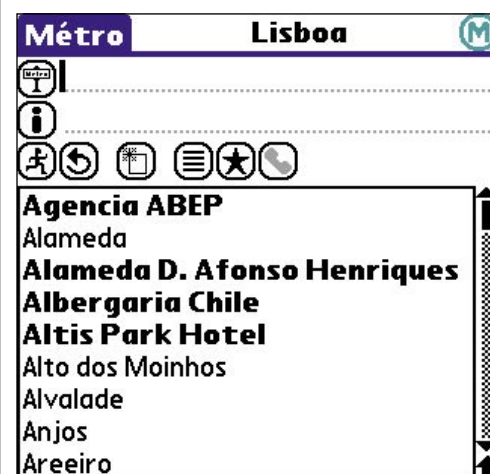 Métro
Lisboa
M
Metro
i
Agencia ABEP
Alameda
Alameda D. Afonso Henriques
Albergaria Chile
Altis Park Hotel
Alto dos Moinhos
Alvalade
Anjos
Areeiro